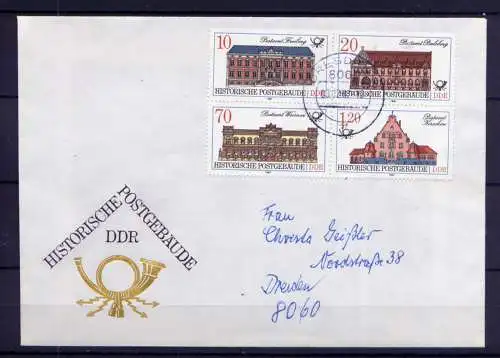 10
Postamt Freiberg
HISTORISCHE POSTGEBÄUDE DDR
20
Postamt Perleberg
HISTORISCHE POSTGEBÄUDE DDR
70
Postamt Weimar
HISTORISCHE POSTGEBÄUDE DDR
1,20
Postamt Kirschau
HISTORISCHE POSTGEBÄUDE DDR
HISTORISCHE POSTGEBÄUDE
DDR
Frau
Christa Geißler
Nordstraße 38
Dresden
8060